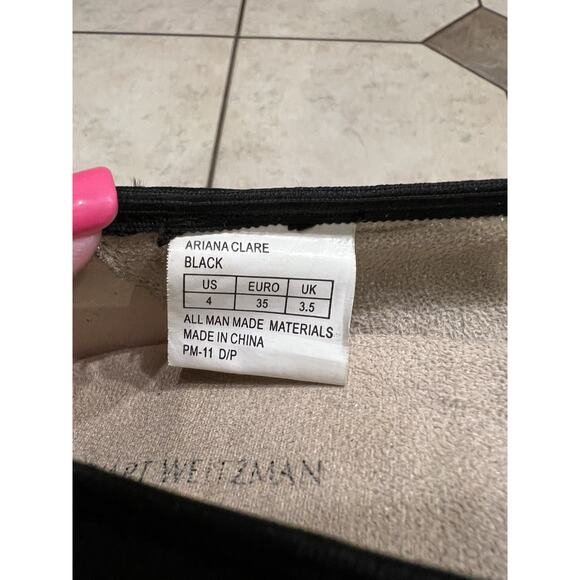 ARIANA CLARE
BLACK
US EURO UK
4 35 3.5
ALL MAN MADE MATERIALS
MADE IN CHINA
PM-11 D/P
WEITZMAN